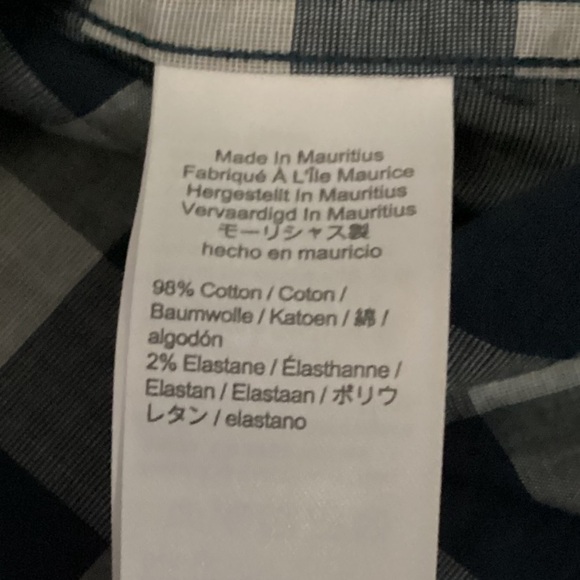 Made In Mauritius
Fabriqué À L'Île Maurice
Hergestellt In Mauritius
Vervaardigd In Mauritius
モーリシャス製
hecho en mauricio
98% Cotton / Coton /
Baumwolle / Katoen / 綿 /
algodón
2% Elastane / Élasthanne /
Elastan / Elastaan / ポリウ
レタン / elastano